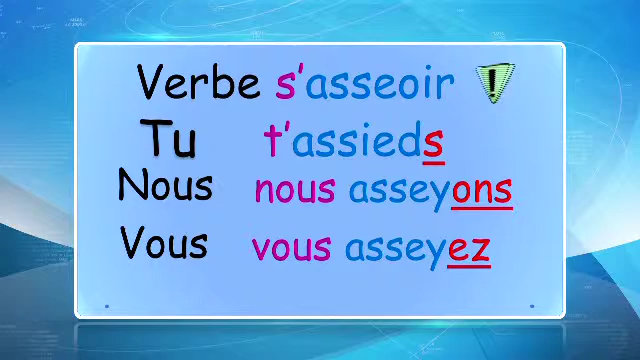 Verbe s'asseoir !
Tu t'assieds
Nous nous asseyons
Vous vous asseyez